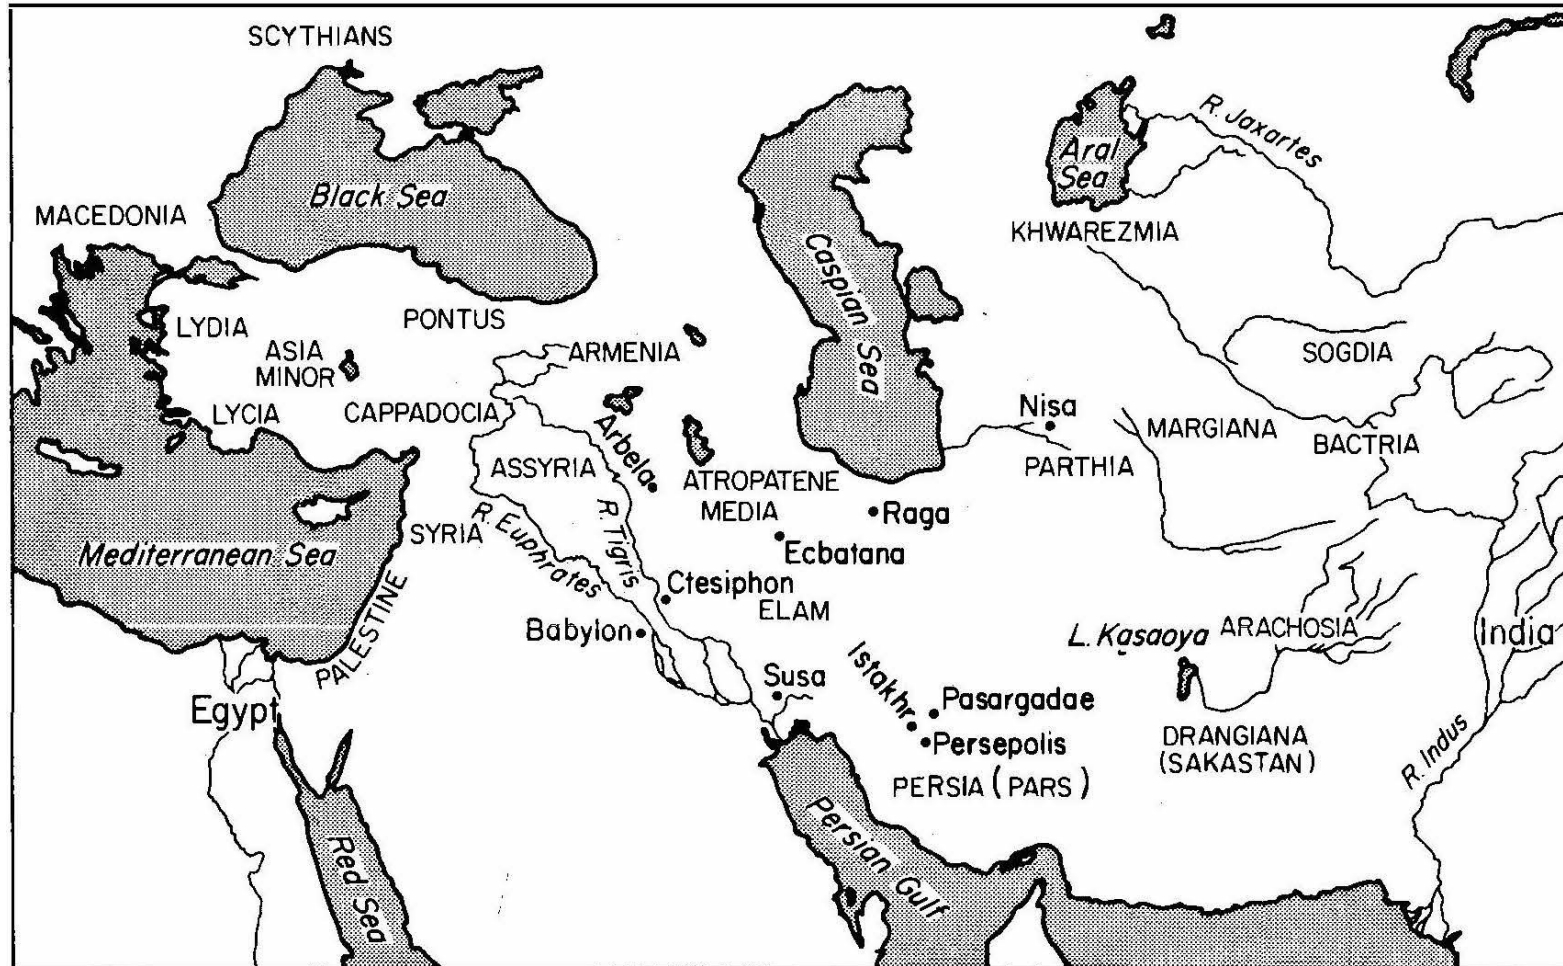 SCYTHIANS
R. Jaxartes
Aral
Sea
Black Sea
MACEDONIA
KHWAREZMIA
Caspian Sea
LYDIA
PONTUS
ASIA
MINOR
ARMENIA
SOGDIA
LYCIA
CAPPADOCIA
Nisa
MARGIANA
BACTRIA
PARTHIA
Arbela
ASSYRIA
ATROPATENE
MEDIA
Raga
SYRIA
R. Euphrates
R. Tigris
Ecbatana
Mediterranean Sea
Ctesiphon
ELAM
PALESTINE
Babylon
L. Kasaoya
ARACHOSIA
India
Susa
Istakhr
Pasargadae
Egypt
Persepolis
DRANGIANA
(SAKASTAN)
R. Indus
PERSIA (PARS)
Persian Gulf
Red Sea